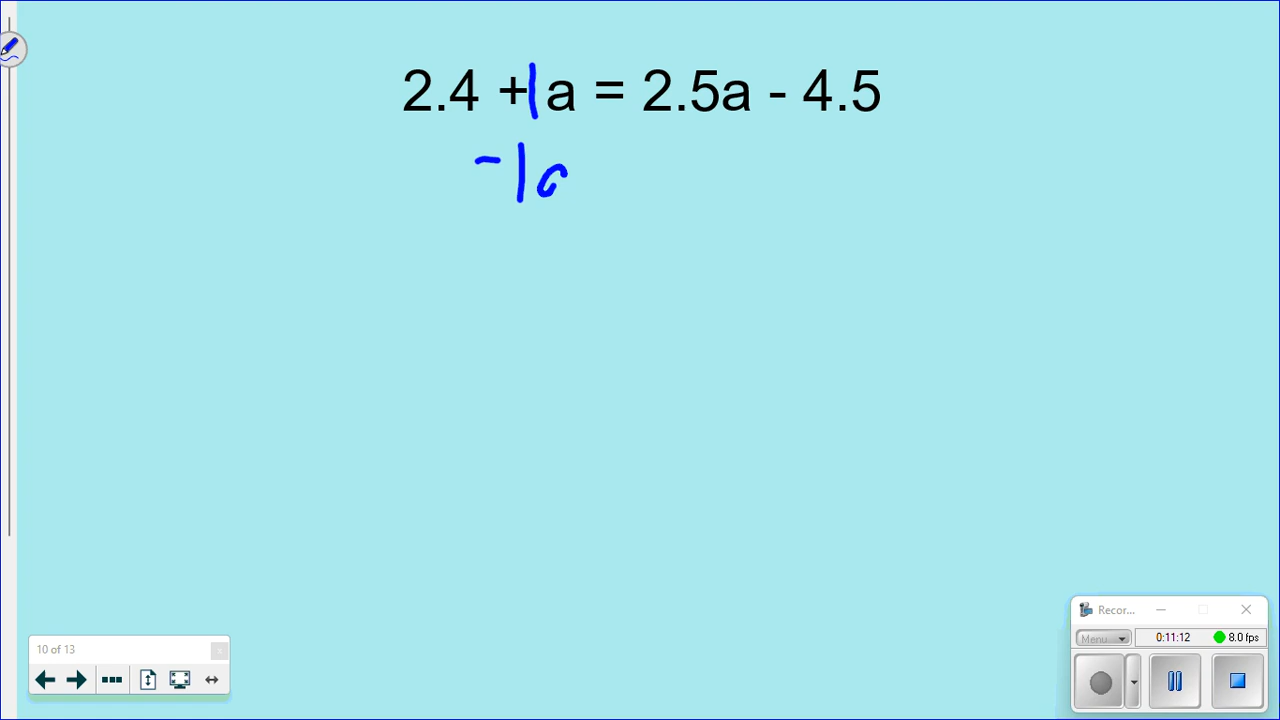 2.4 + 1a = 2.5a - 4.5
- 1a
10 of 13
Recor...
Menu
0:11:12
8.0 fps